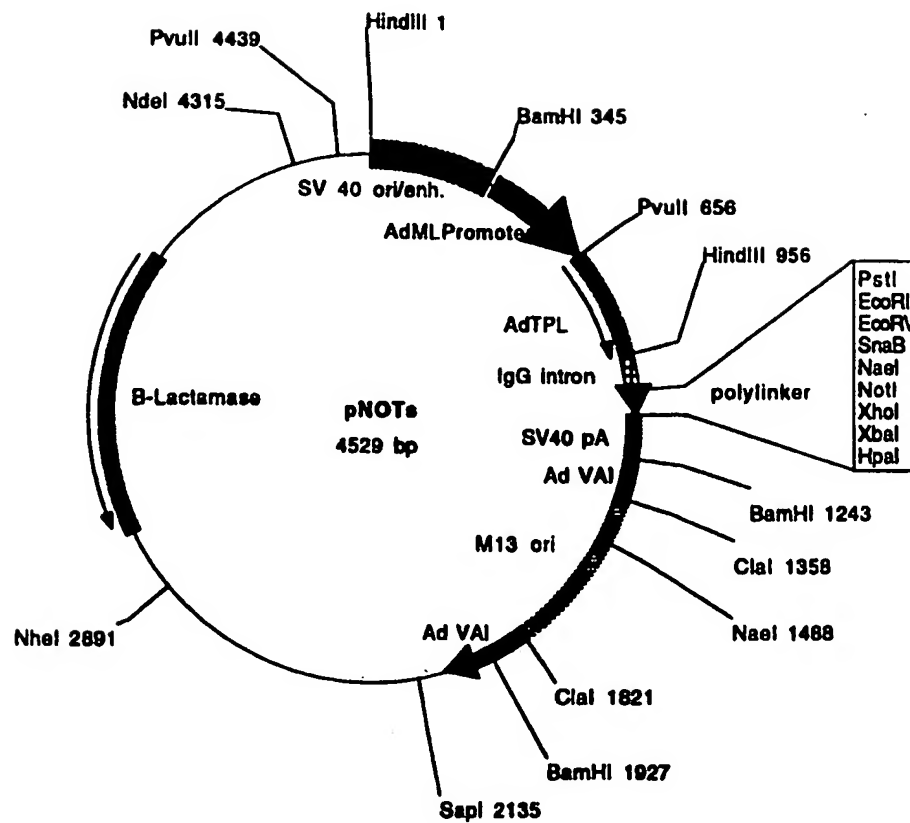 HindIII 1
PvuII 4439
NdeI 4315
BamHI 345
SV 40 ori/enh.
AdMLPromote
PvuII 656
HindIII 956
AdTPL
IgG intron
PstI
EcoRI
EcoRV
SnaB
NaeI
NotI
XhoI
XbaI
HpaI
polylinker
B-Lactamase
pNOTs
4529 bp
SV40 pA
Ad VAI
BamHI 1243
M13 ori
ClaI 1358
NaeI 1488
NheI 2891
Ad VAI
ClaI 1821
BamHI 1927
SapI 2135